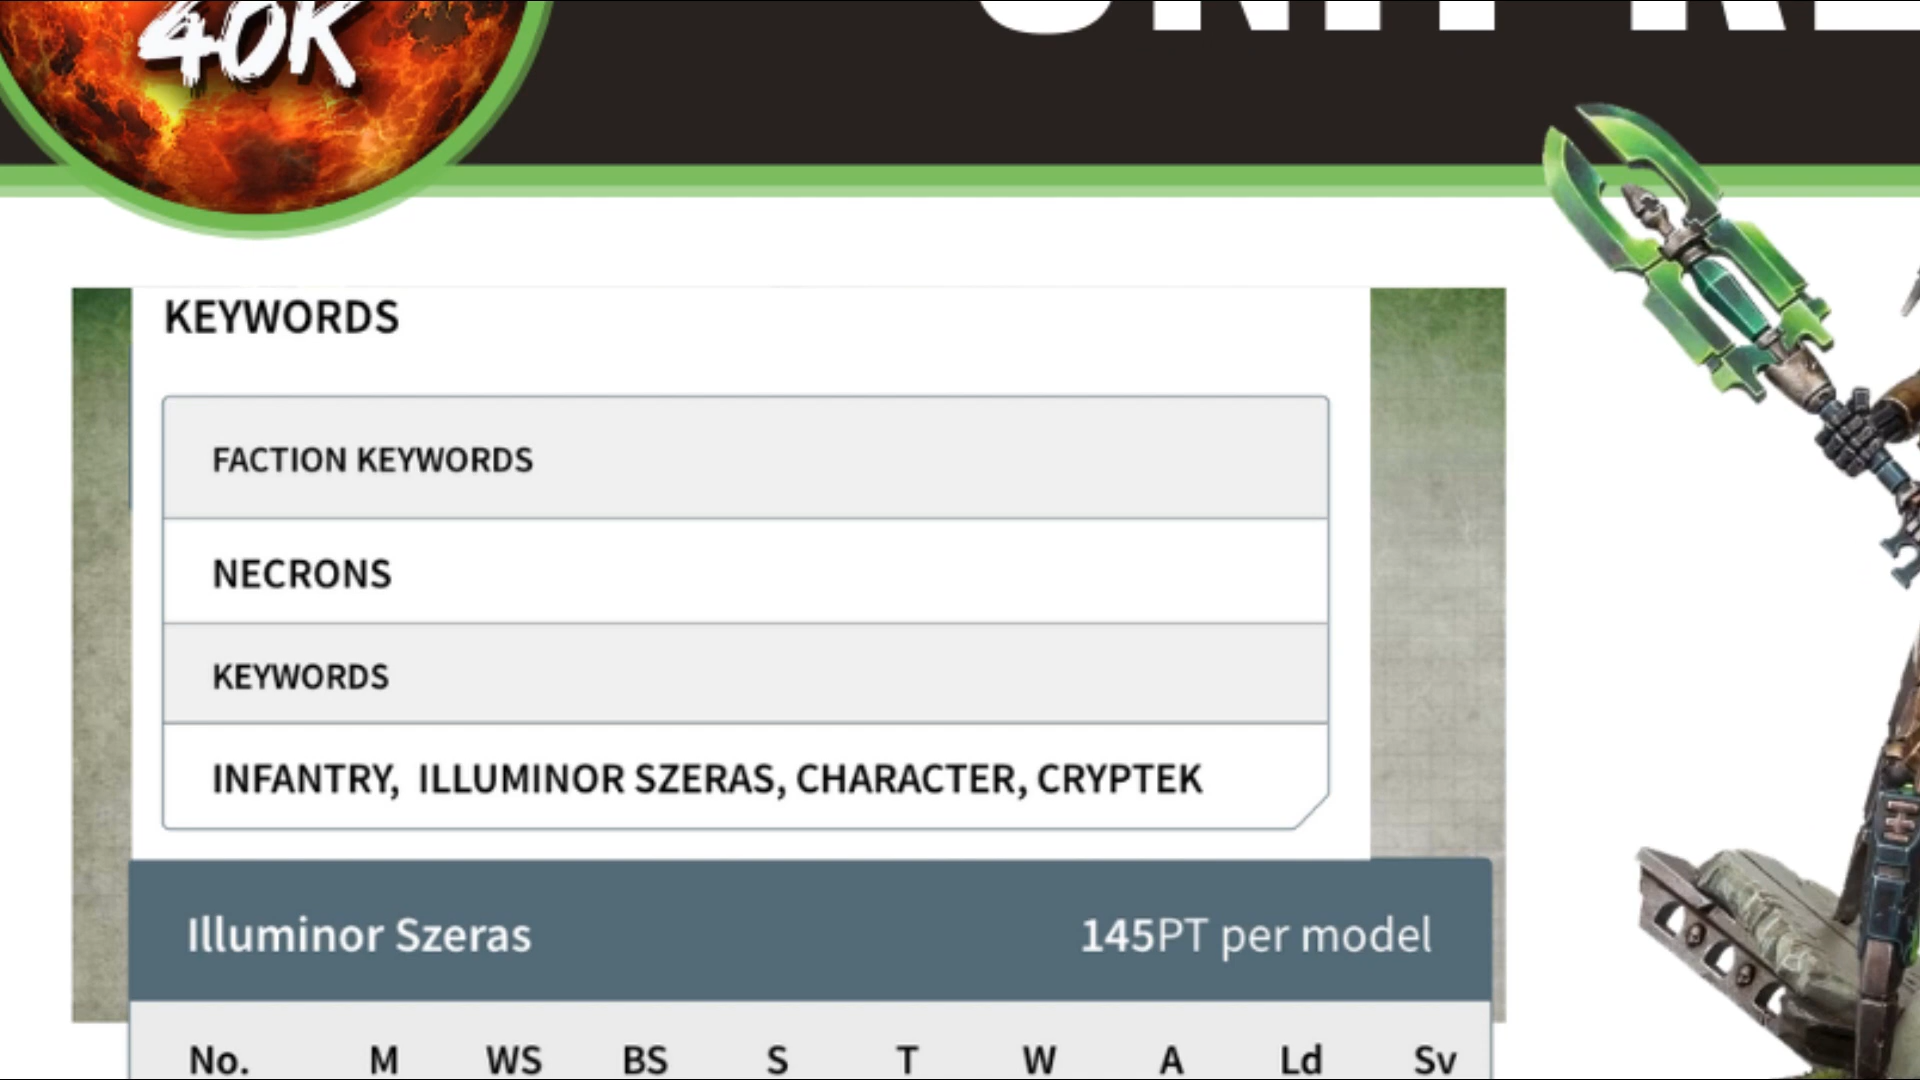 40K
KEYWORDS
FACTION KEYWORDS
NECRONS
KEYWORDS
INFANTRY, ILLUMINOR SZERAS, CHARACTER, CRYPTEK
Illuminor Szeras 145PT per model
No. M WS BS S T W A Ld Sv